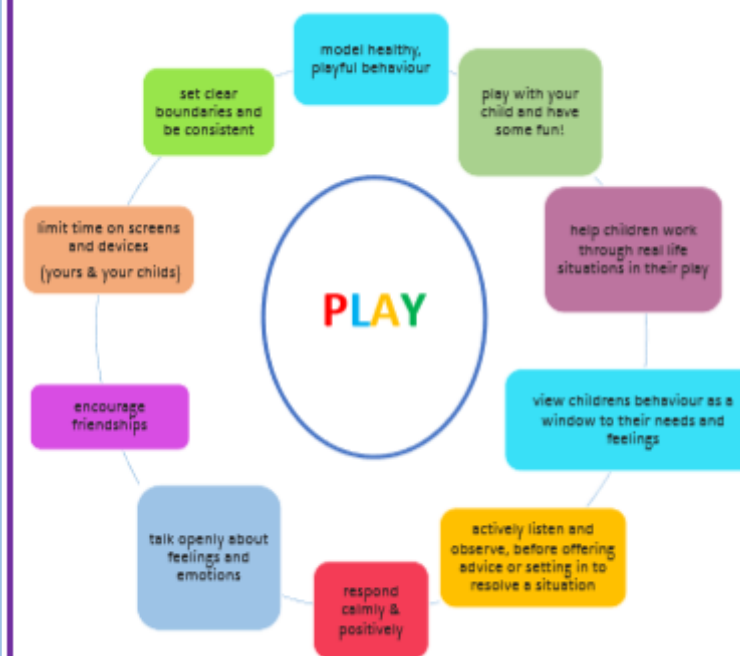 model healthy,
playful behaviour
play with your
child and have
some fun!
help children work
through real life
situations in their play
view childrens behaviour as a
window to their needs and
feelings
actively listen and
observe, before offering
advice or setting in to
resolve a situation
respond
calmly &
positively
talk openly about
feelings and
emotions
encourage
friendships
limit time on screens
and devices
(yours & your childs)
set clear
boundaries and
be consistent
PLAY